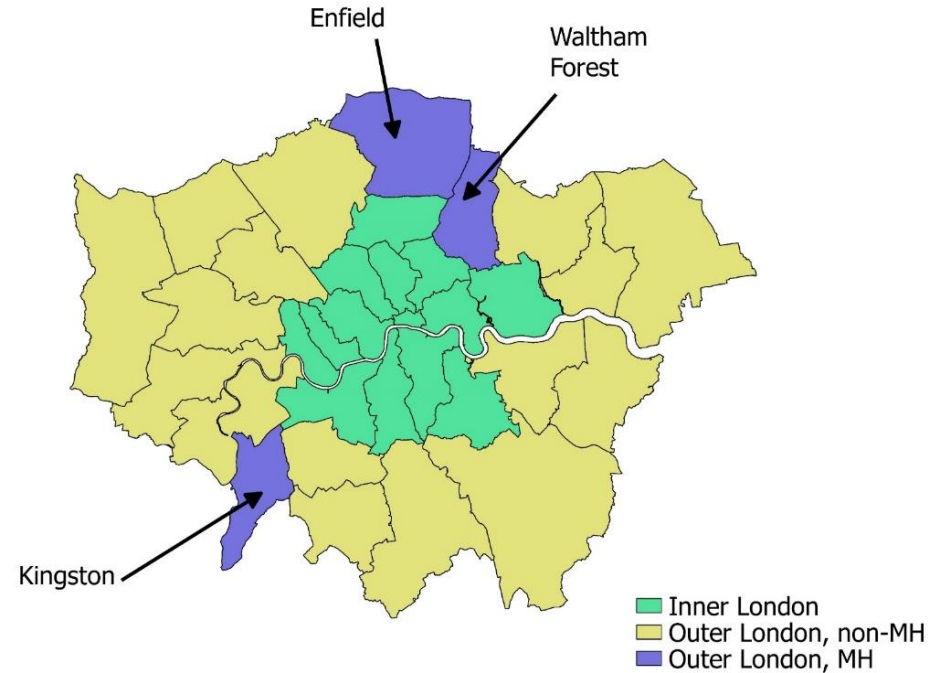 Enfield
Waltham
Forest
Kingston
Inner London
Outer London, non-MH
Outer London, MH